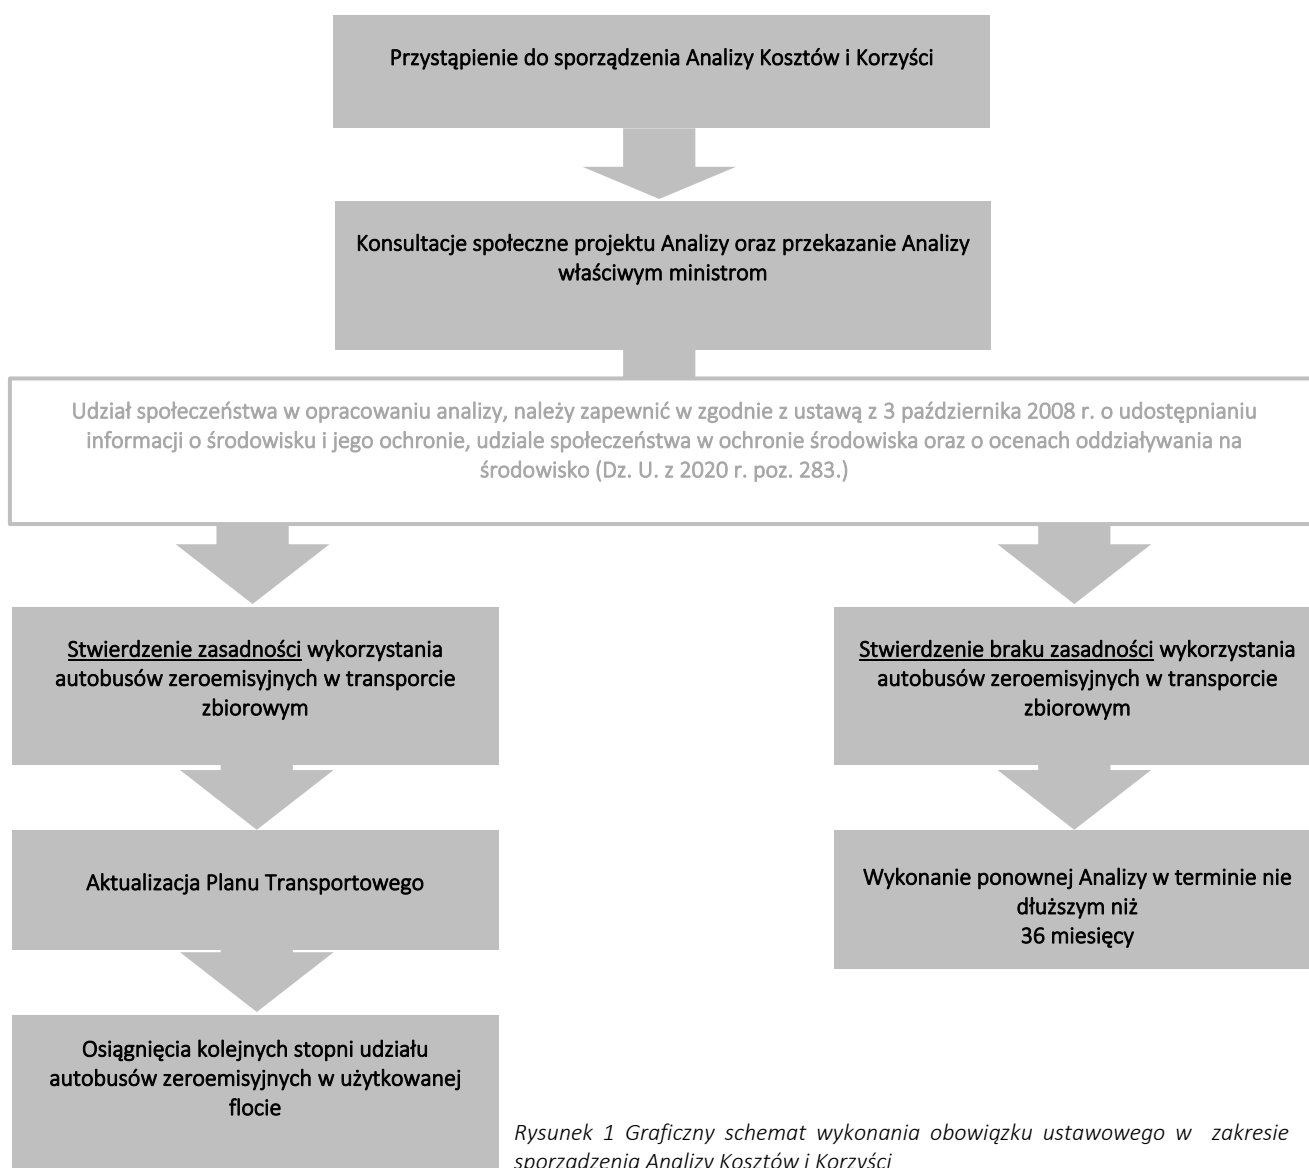 Przystąpienie do sporządzenia Analizy Kosztów i Korzyści
Konsultacje społeczne projektu Analizy oraz przekazanie Analizy
właściwym ministrom
Udział społeczeństwa w opracowaniu analizy, należy zapewnić w zgodnie z ustawą z 3 października 2008 r. o udostępnianiu
informacji o środowisku i jego ochronie, udziale społeczeństwa w ochronie środowiska oraz o ocenach oddziaływania na
środowisko (Dz. U. z 2020 r. poz. 283.)
Stwierdzenie zasadności wykorzystania
autobusów zeroemisyjnych w transporcie
zbiorowym
Stwierdzenie braku zasadności wykorzystania
autobusów zeroemisyjnych w transporcie
zbiorowym
Aktualizacja Planu Transportowego
Wykonanie ponownej Analizy w terminie nie
dłuższym niż
36 miesięcy
Osiągnięcia kolejnych stopni udziału
autobusów zeroemisyjnych w użytkowanej
flocie
Rysunek 1 Graficzny schemat wykonania obowiązku ustawowego w zakresie
sporządzenia Analizy Kosztów i Korzyści